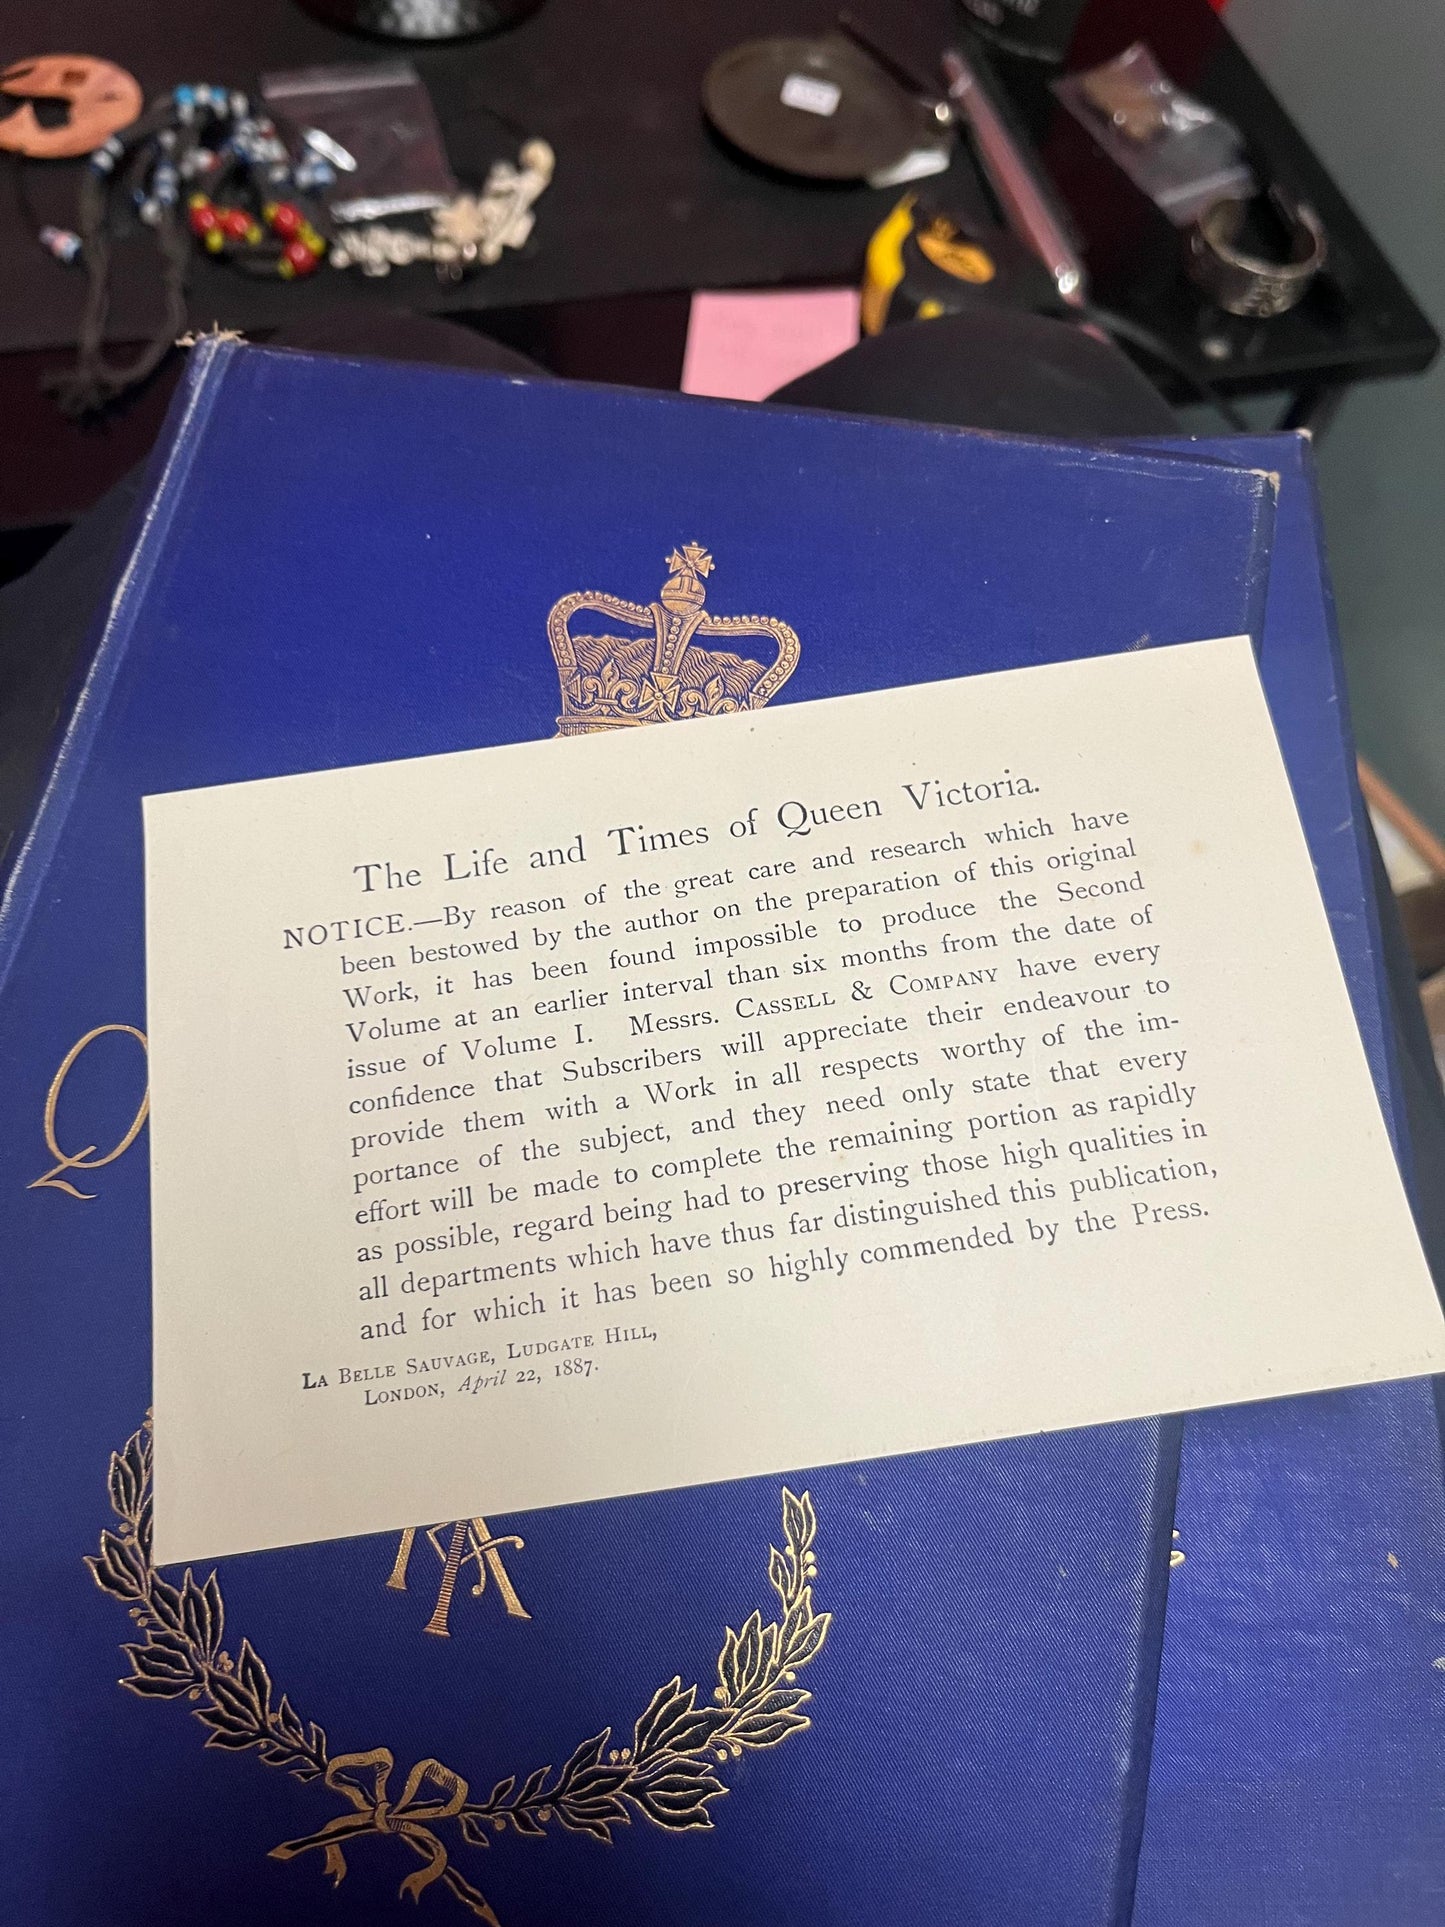 The Life and Times of Queen Victoria.
NOTICE.—By reason of the great care and research which have
been bestowed by the author on the preparation of this original
Work, it has been found impossible to produce the Second
Volume at an earlier interval than six months from the date of
issue of Volume I. Messrs. CASSELL & COMPANY have every
confidence that Subscribers will appreciate their endeavour to
provide them with a Work in all respects worthy of the im-
portance of the subject, and they need only state that every
effort will be made to complete the remaining portion as rapidly
as possible, regard being had to preserving those high qualities in
all departments which have thus far distinguished this publication,
and for which it has been so highly commended by the Press.
LA BELLE SAUVAGE, LUDGATE HILL,
LONDON, April 22, 1887.
Q